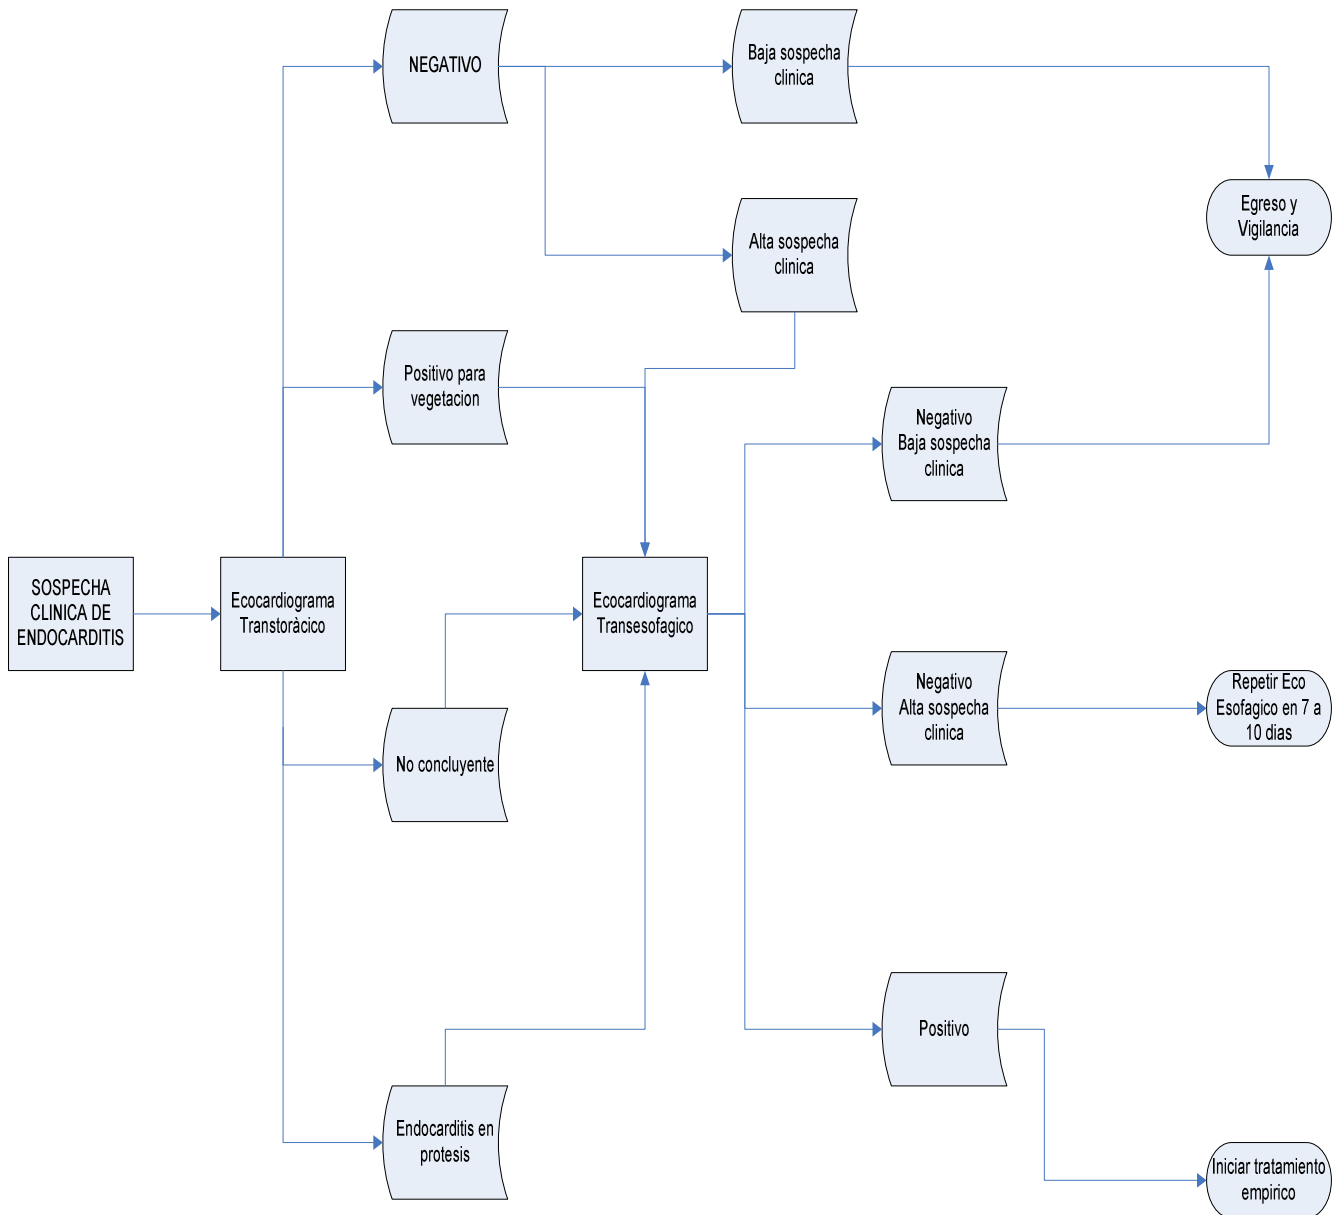 NEGATIVO
Baja sospecha
clinica
Egreso y
Vigilancia
Alta sospecha
clinica
Positivo para
vegetacion
Negativo
Baja sospecha
clinica
SOSPECHA
CLINICA DE
ENDOCARDITIS
Ecocardiograma
Transtoràcico
Ecocardiograma
Transesofagico
Negativo
Alta sospecha
clinica
Repetir Eco
Esofagico en 7 a
10 dias
No concluyente
Positivo
Endocarditis en
protesis
Iniciar tratamiento
empirico